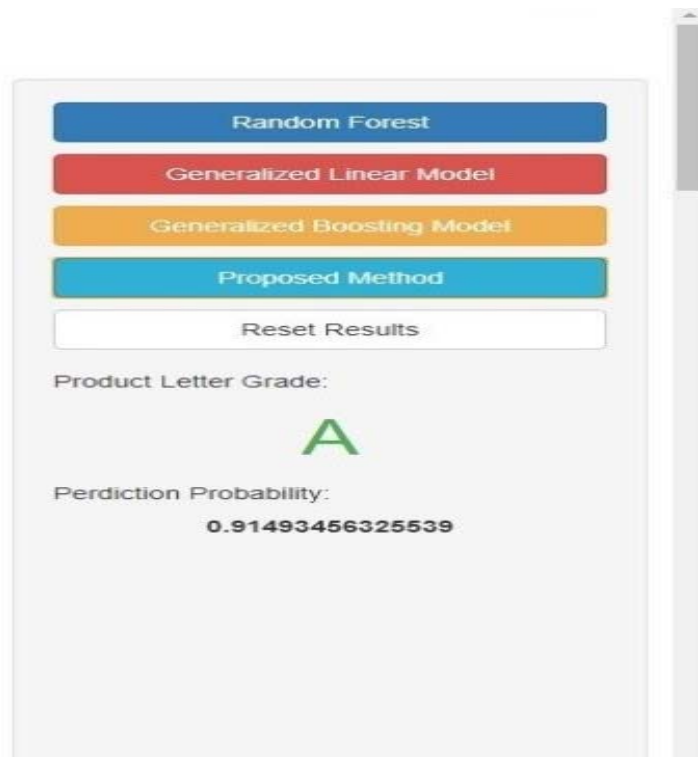 Random Forest
Generalized Linear Model
Generalized Boosting Model
Proposed Method
Reset Results
Product Letter Grade:
A
Perdiction Probability:
0.91493456325539